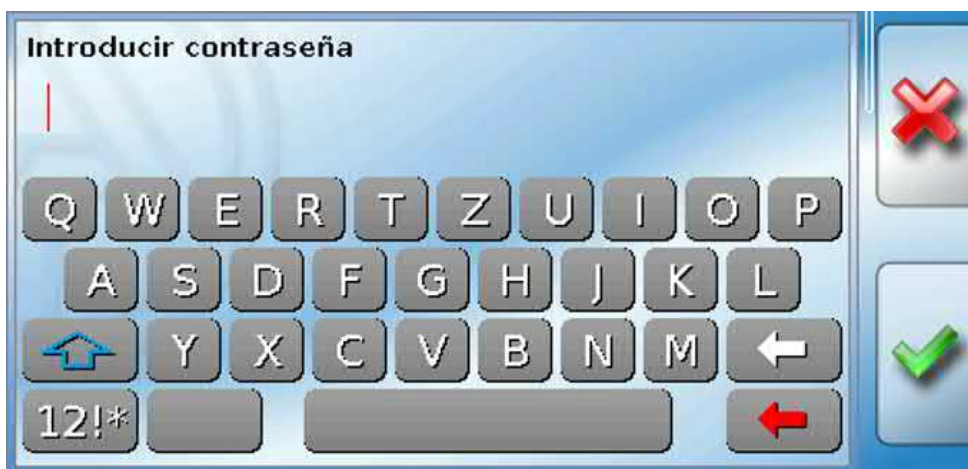 Introducir contraseña
Q W E R T Z U I O P
A S D F G H J K L
Y X C V B N M
12!*